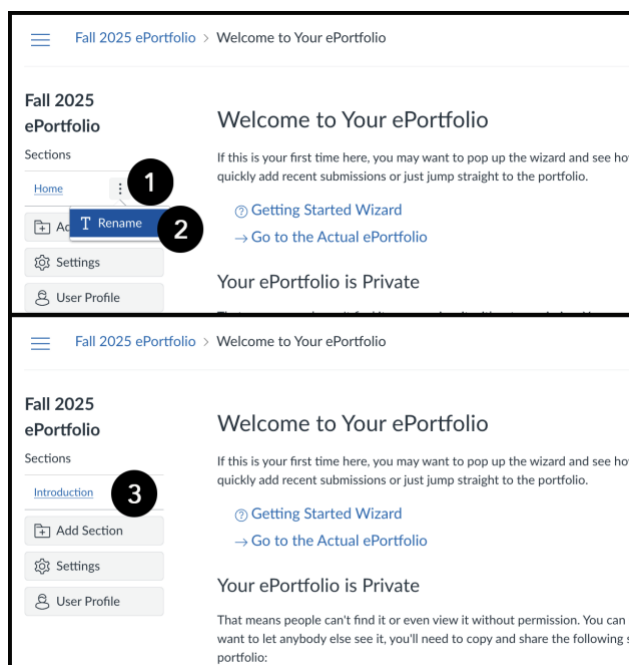 Fall 2025 ePortfolio > Welcome to Your ePortfolio
Fall 2025
ePortfolio
Sections
Home
1
T Rename
2
Settings
User Profile
Welcome to Your ePortfolio
If this is your first time here, you may want to pop up the wizard and see
quickly add recent submissions or just jump straight to the portfolio.
Getting Started Wizard
→ Go to the Actual ePortfolio
Your ePortfolio is Private
Fall 2025 ePortfolio > Welcome to Your ePortfolio
Fall 2025
ePortfolio
Sections
Introduction
3
Add Section
Settings
User Profile
Welcome to Your ePortfolio
If this is your first time here, you may want to pop up the wizard and see
quickly add recent submissions or just jump straight to the portfolio.
Getting Started Wizard
→ Go to the Actual ePortfolio
Your ePortfolio is Private
That means people can't find it or even view it without permission. You can
want to let anybody else see it, you'll need to copy and share the following
portfolio: